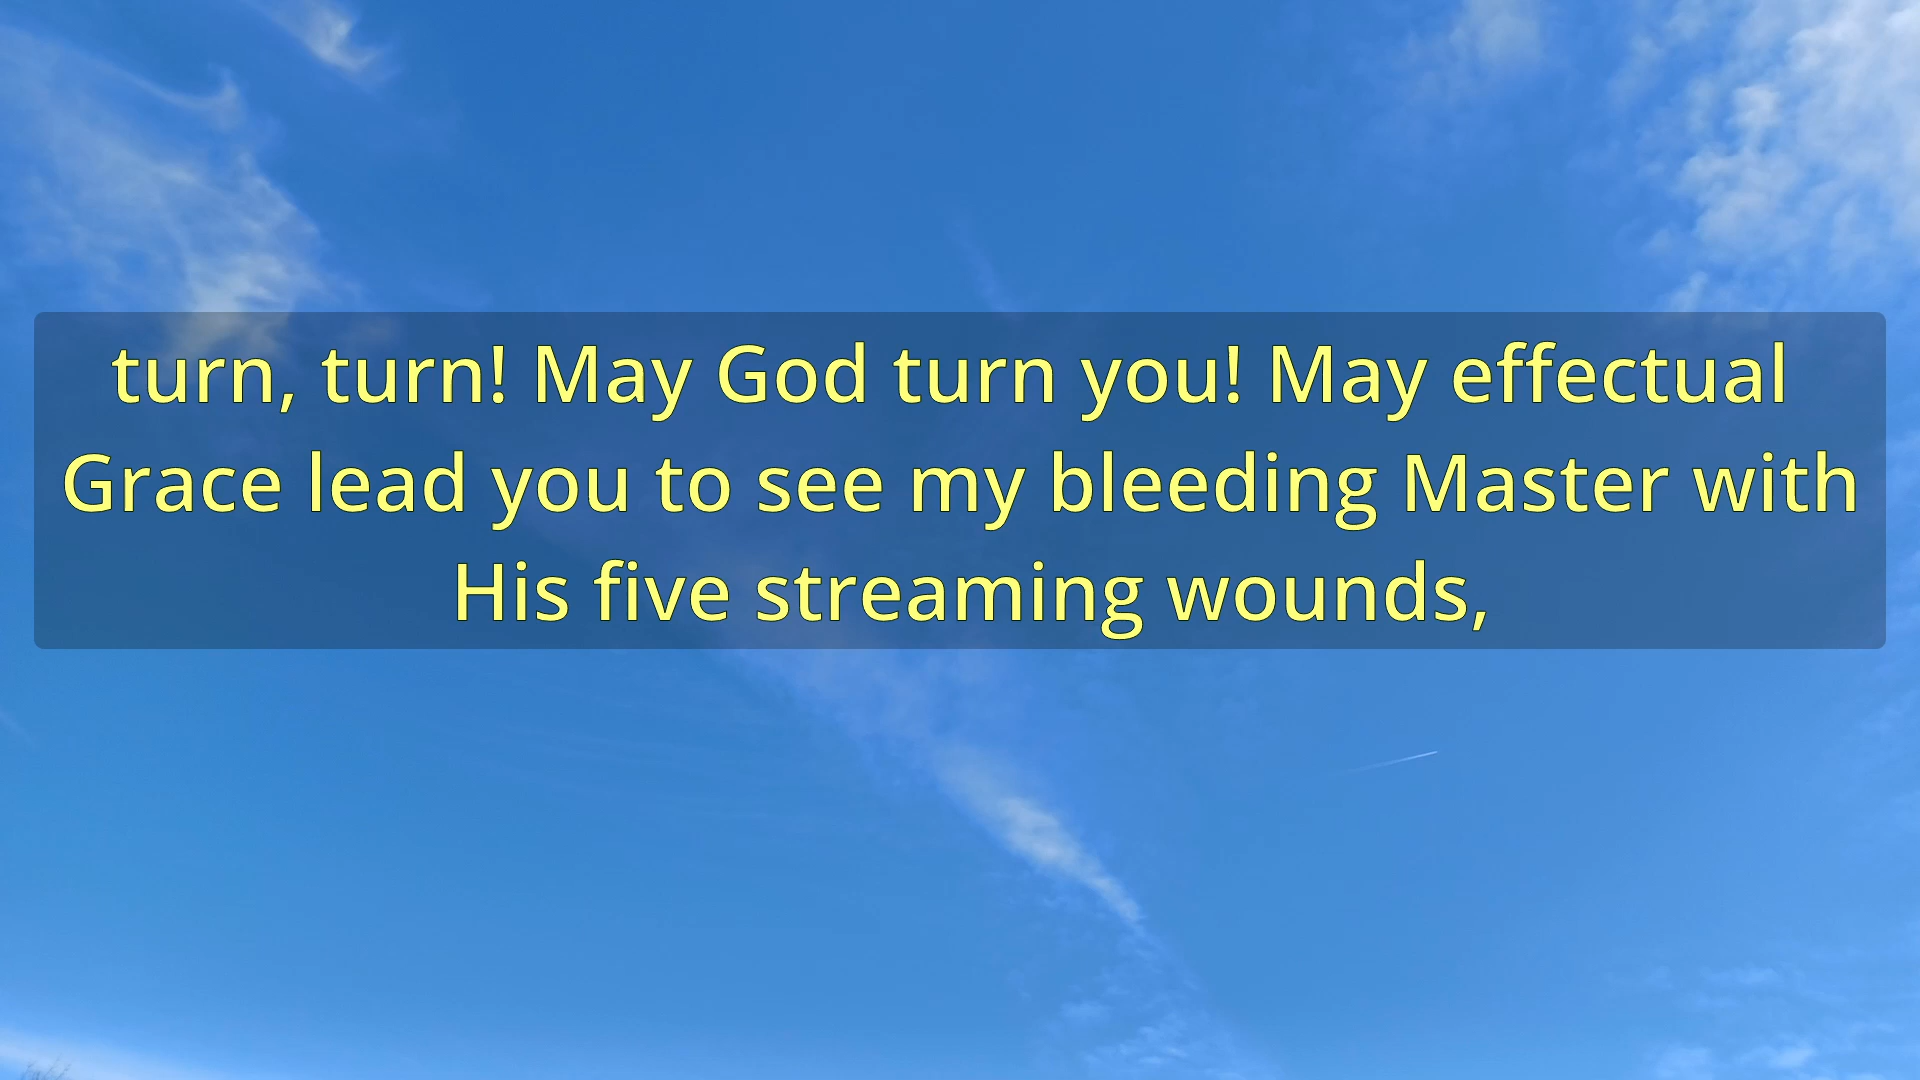 turn, turn! May God turn you! May effectual
Grace lead you to see my bleeding Master with
His five streaming wounds,